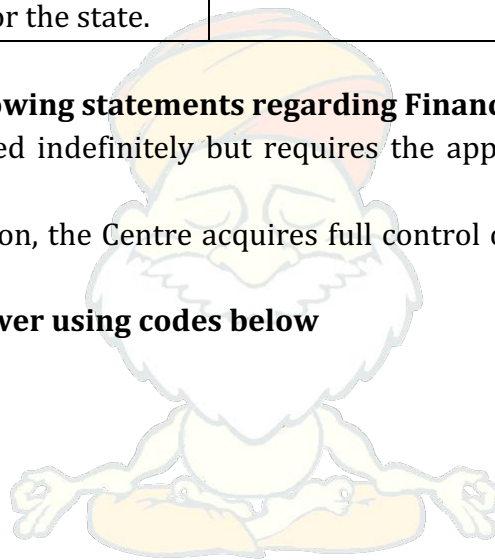 or the state.
owing statements regarding Financ
ed indefinitely but requires the app
on, the Centre acquires full control
ver using codes below